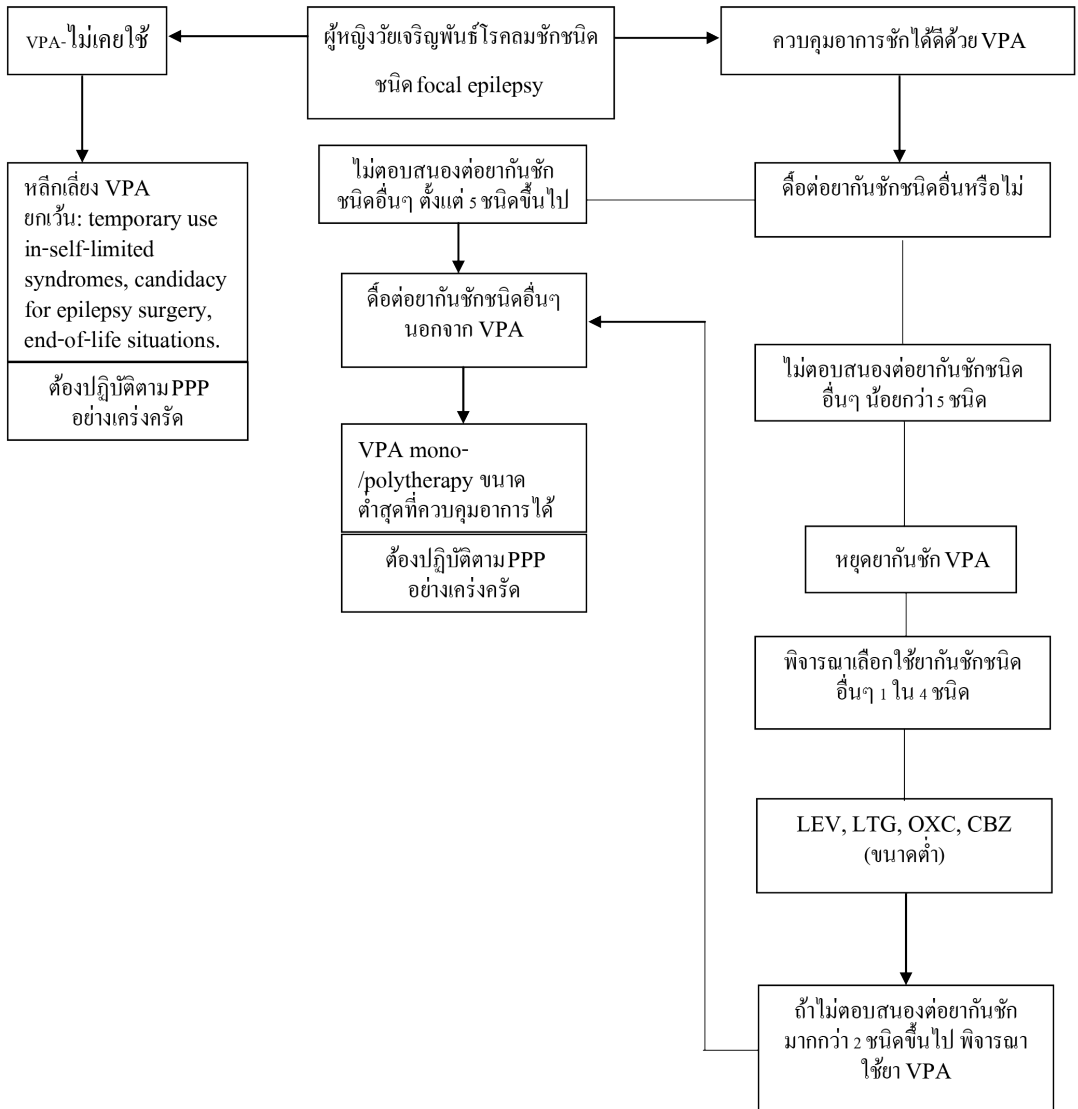 VPA-ไม่เคยใช้
ผู้หญิงวัยเจริญพันธ์โรคลมชักชนิด
ชนิด focal epilepsy
ควบคุมอาการชักได้ดีด้วย VPA
หลีกเลี่ยง VPA
ยกเว้น: temporary use
in-self-limited
syndromes, candidacy
for epilepsy surgery,
end-of-life situations.
ต้องปฏิบัติตาม PPP
อย่างเคร่งครัด
ไม่ตอบสนองต่อยากันชัก
ชนิดอื่นๆ ตั้งแต่ 5 ชนิดขึ้นไป
ดื้อต่อยากันชักชนิดอื่นหรือไม่
ดื้อต่อยากันชักชนิดอื่นๆ
นอกจาก VPA
ไม่ตอบสนองต่อยากันชักชนิด
อื่นๆ น้อยกว่า 5 ชนิด
VPA mono-
/polytherapy ขนาด
ต่ำสุดที่ควบคุมอาการได้
ต้องปฏิบัติตาม PPP
อย่างเคร่งครัด
หยุดยากันชัก VPA
พิจารณาเลือกใช้ยากันชักชนิด
อื่นๆ 1 ใน 4 ชนิด
LEV, LTG, OXC, CBZ
(ขนาดต่ำ)
ถ้าไม่ตอบสนองต่อยากันชัก
มากกว่า 2 ชนิดขึ้นไป พิจารณา
ใช้ยา VPA